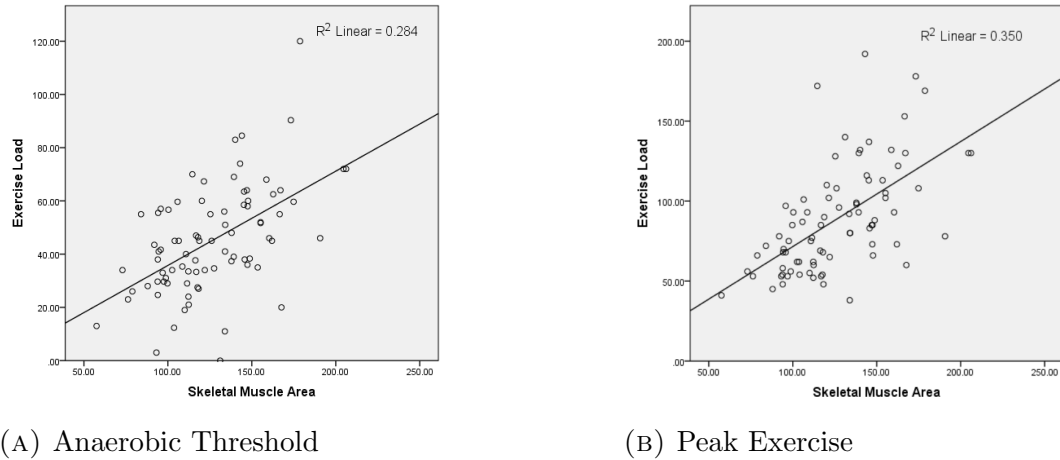 R² Linear = 0.284
120.00
100.00
80.00
60.00
40.00
20.00
.00
Exercise Load
50.00 100.00 150.00 200.00 250.00
Skeletal Muscle Area
(A) Anaerobic Threshold
R² Linear = 0.350
200.00
150.00
100.00
50.00
.00
Exercise Load
50.00 100.00 150.00 200.00 250.00
Skeletal Muscle Area
(B) Peak Exercise